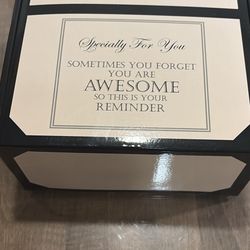 Specially For You
SOMETIMES YOU FORGET
YOU ARE
AWESOME
SO THIS IS YOUR
REMINDER